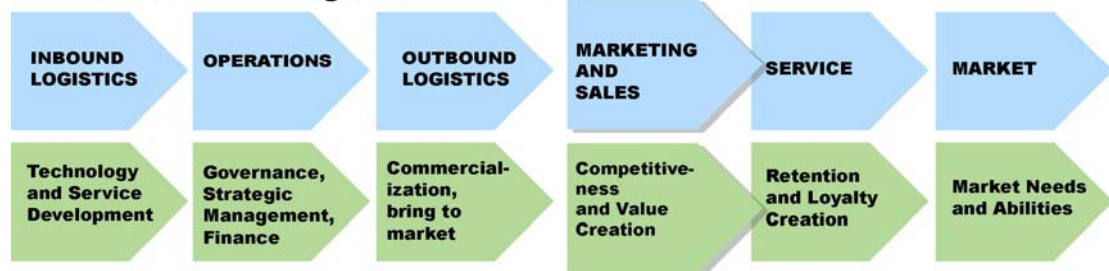 INBOUND
LOGISTICS
OPERATIONS
OUTBOUND
LOGISTICS
MARKETING
AND
SALES
SERVICE
MARKET
Technology
and Service
Development
Governance,
Strategic
Management,
Finance
Commercial-
ization,
bring to
market
Competitive-
ness
and Value
Creation
Retention
and Loyalty
Creation
Market Needs
and Abilities